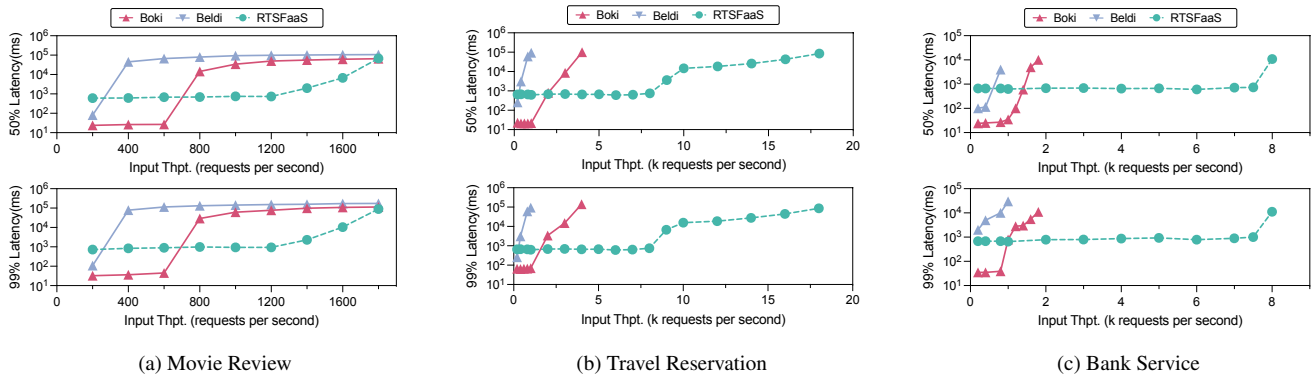 Boki Beldi RTSFaaS
50% Latency(ms)
10^6
10^5
10^4
10^3
10^2
10^1
0 400 800 1200 1600
Input Thpt. (requests per second)
99% Latency(ms)
10^6
10^5
10^4
10^3
10^2
10^1
0 400 800 1200 1600
Input Thpt. (requests per second)
(a) Movie Review
Boki Beldi RTSFaaS
50% Latency(ms)
10^6
10^5
10^4
10^3
10^2
10^1
0 5 10 15 20
Input Thpt. (k requests per second)
99% Latency(ms)
10^6
10^5
10^4
10^3
10^2
10^1
0 5 10 15 20
Input Thpt. (k requests per second)
(b) Travel Reservation
Boki Beldi RTSFaaS
50% Latency(ms)
10^5
10^4
10^3
10^2
10^1
0 2 4 6 8
Input Thpt. (k requests per second)
99% Latency(ms)
10^5
10^4
10^3
10^2
10^1
0 2 4 6 8
Input Thpt. (k requests per second)
(c) Bank Service